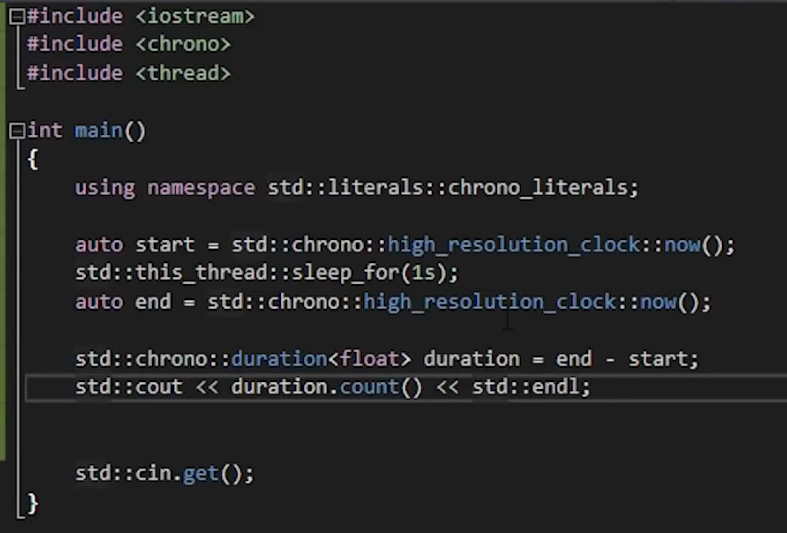 #include <iostream>
#include <chrono>
#include <thread>
int main()
{
using namespace std::literals::chrono_literals;
auto start = std::chrono::high_resolution_clock::now();
std::this_thread::sleep_for(1s);
auto end = std::chrono::high_resolution_clock::now();
std::chrono::duration<float> duration = end - start;
std::cout << duration.count() << std::endl;
std::cin.get();
}